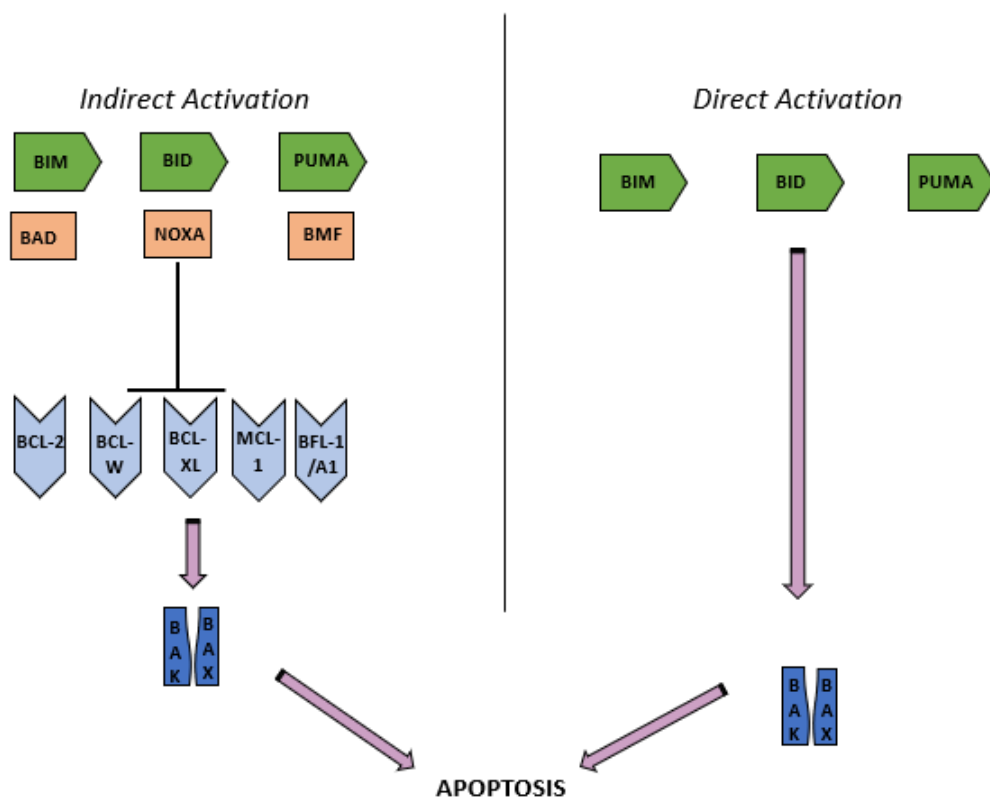 Indirect Activation
BIM
BID
PUMA
BAD
NOXA
BMF
BCL-2
BCL-
W
BCL-
XL
MCL-
1
BFL-1
/A1
B
A
K
B
A
X
Direct Activation
BIM
BID
PUMA
B
A
K
B
A
X
APOPTOSIS